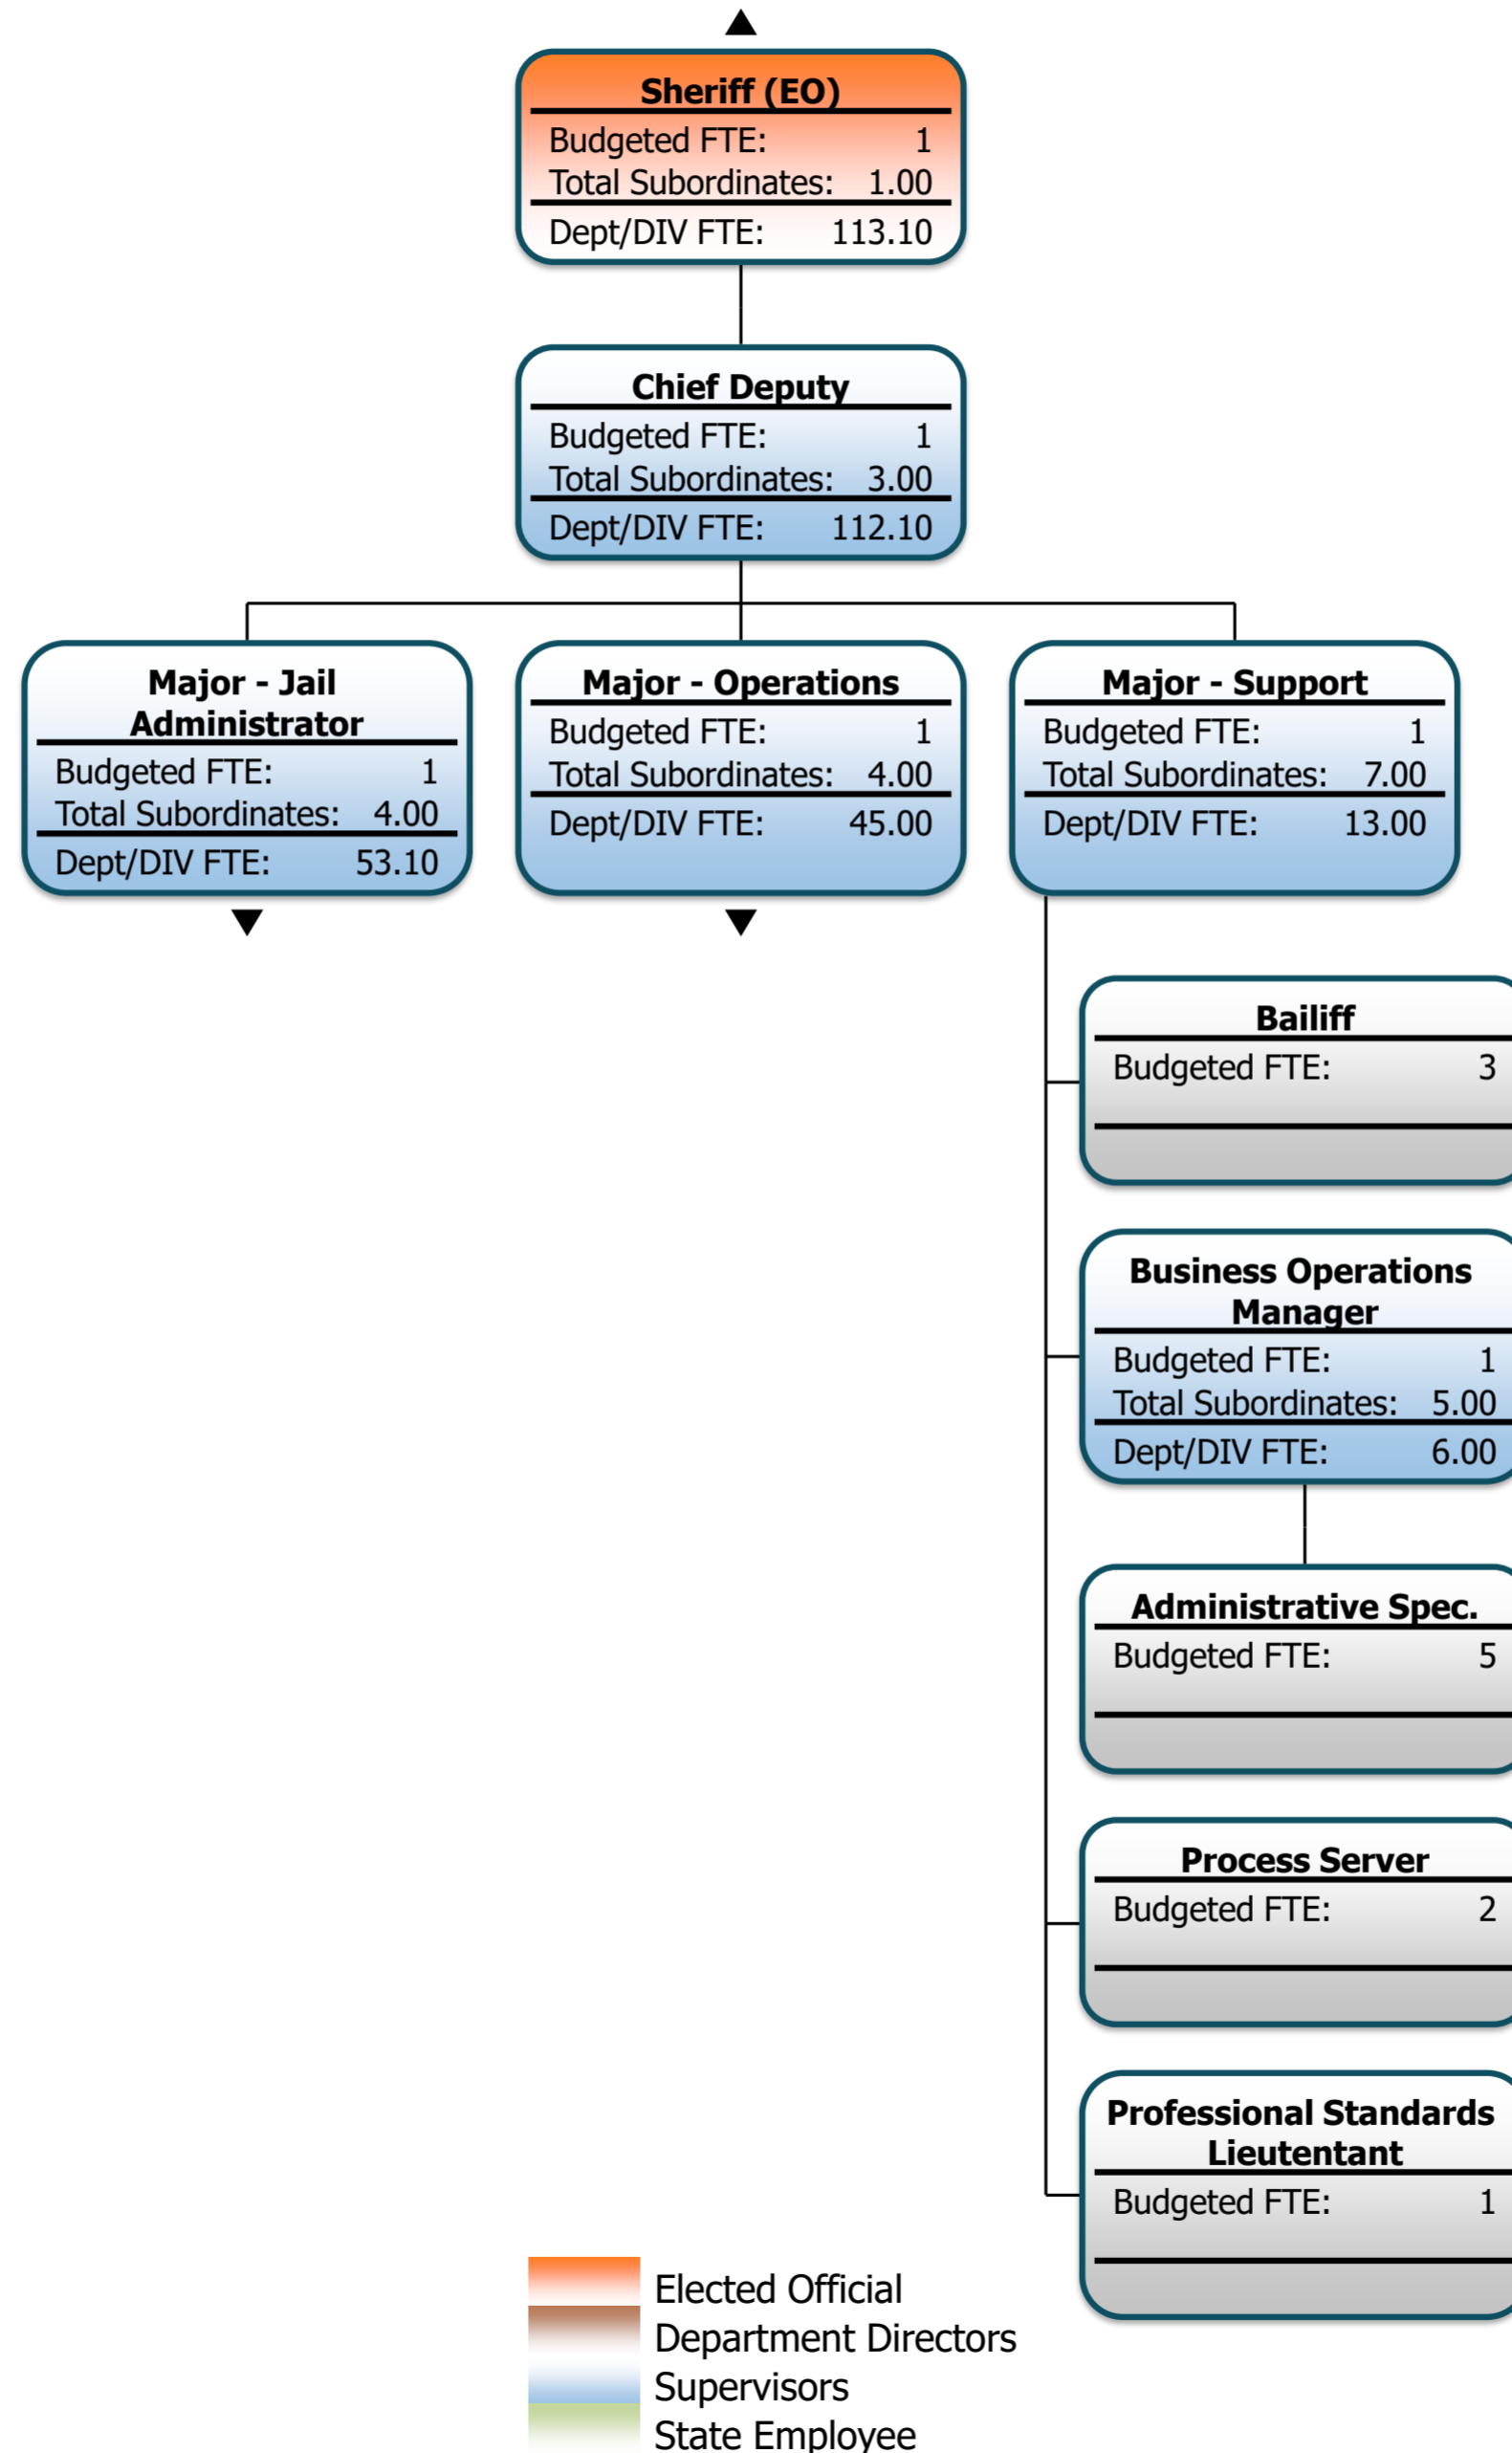 Sheriff (EO)
Budgeted FTE: 1
Total Subordinates: 1.00
Dept/DIV FTE: 113.10
Chief Deputy
Budgeted FTE: 1
Total Subordinates: 3.00
Dept/DIV FTE: 112.10
Major - Jail
Administrator
Budgeted FTE: 1
Total Subordinates: 4.00
Dept/DIV FTE: 53.10
Major - Operations
Budgeted FTE: 1
Total Subordinates: 4.00
Dept/DIV FTE: 45.00
Major - Support
Budgeted FTE: 1
Total Subordinates: 7.00
Dept/DIV FTE: 13.00
Bailiff
Budgeted FTE: 3
Business Operations
Manager
Budgeted FTE: 1
Total Subordinates: 5.00
Dept/DIV FTE: 6.00
Administrative Spec.
Budgeted FTE: 5
Process Server
Budgeted FTE: 2
Professional Standards
Lieutentant
Budgeted FTE: 1
Elected Official
Department Directors
Supervisors
State Employee